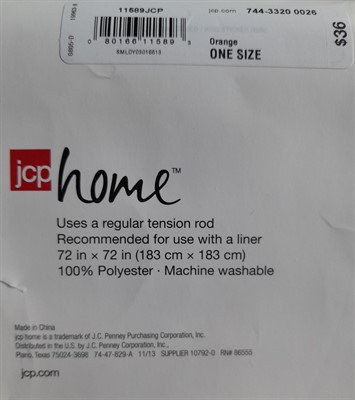 11589JCP
jcp.com 744-3320 0026
0 80166 11589 3
Orange
ONE SIZE
$36
jcp home™
Uses a regular tension rod
Recommended for use with a liner
72 in × 72 in (183 cm × 183 cm)
100% Polyester · Machine washable
Made in China
jcp.home is a trademark of J.C. Penney Purchasing Corporation, Inc.
Distributed in the U.S. by J.C. Penney Corporation, Inc.,
Plano, Texas 75024-3698 74-47-829-A 11/13 SUPPLIER 10792-0 RN# 86555
jcp.com